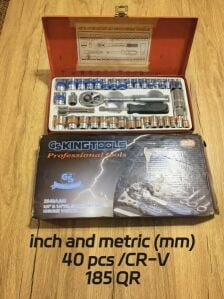 KINGTOOLS
Professional tools
inch and metric (mm)
40 pcs /CR-V
185 QR